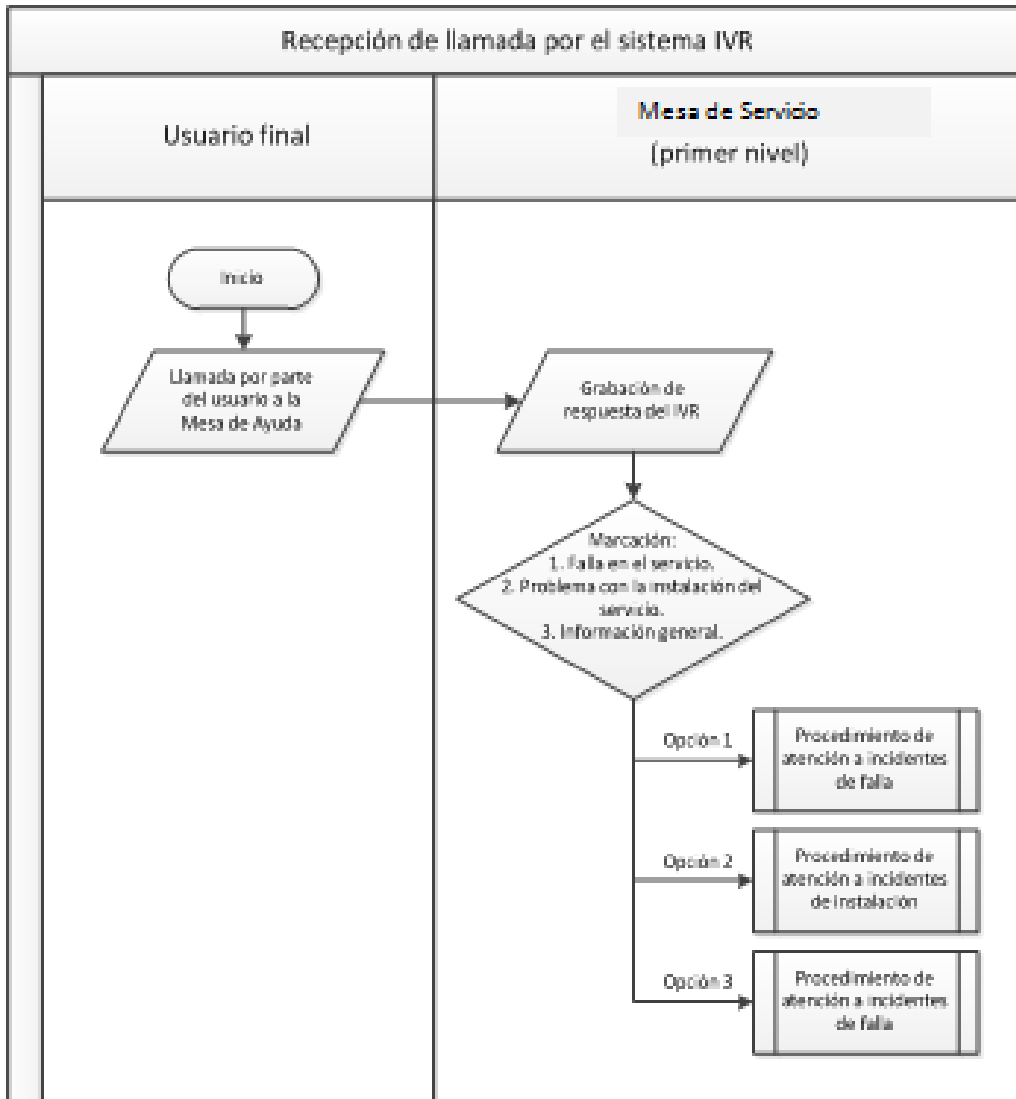 Recepción de llamada por el sistema IVR
Usuario final
Mesa de Servicio
(primer nivel)
Inicio
Llamada por parte
del usuario a la
Mesa de Ayuda
Grabación de
respuesta del IVR
Marcación:
1. Falla en el servicio.
2. Problema con la instalación del
servicio.
3. Información general.
Opción 1
Procedimiento de
atención a incidentes
de falla
Opción 2
Procedimiento de
atención a incidentes
de instalación
Opción 3
Procedimiento de
atención a incidentes
de falla